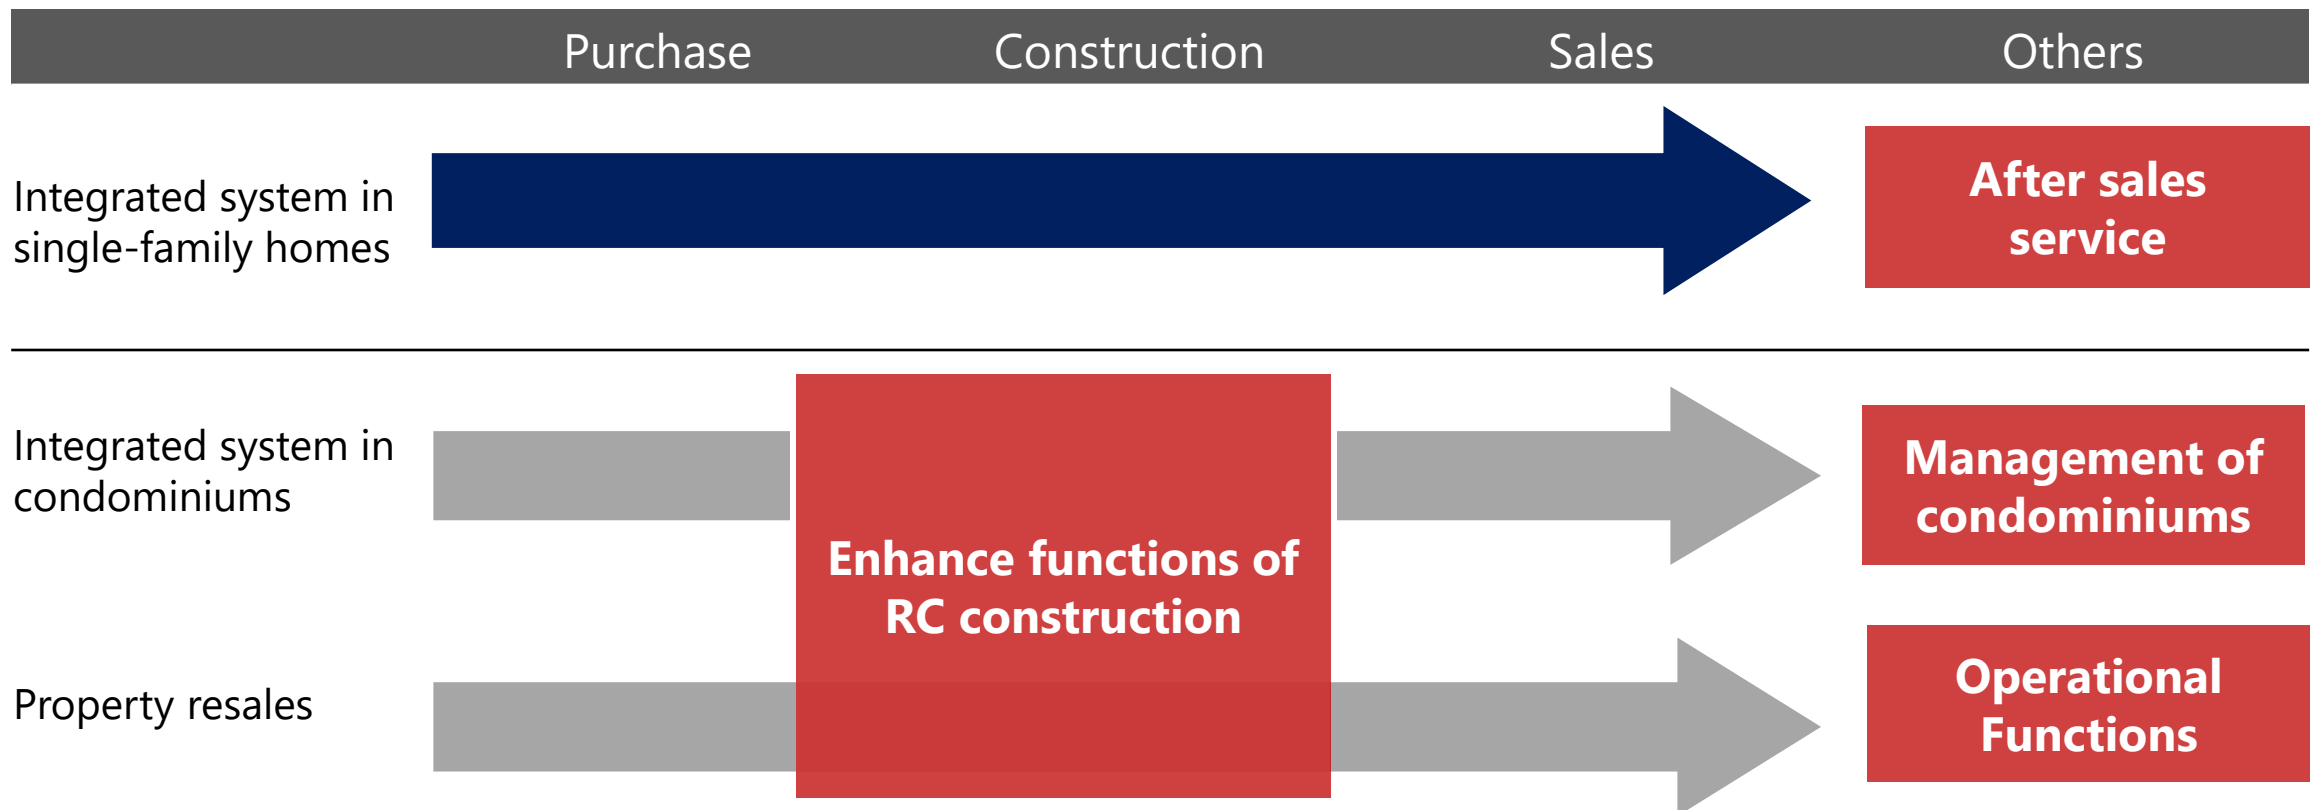 Purchase Construction Sales Others
Integrated system in
single-family homes
After sales
service
Integrated system in
condominiums
Enhance functions of
RC construction
Management of
condominiums
Property resales
Operational
Functions